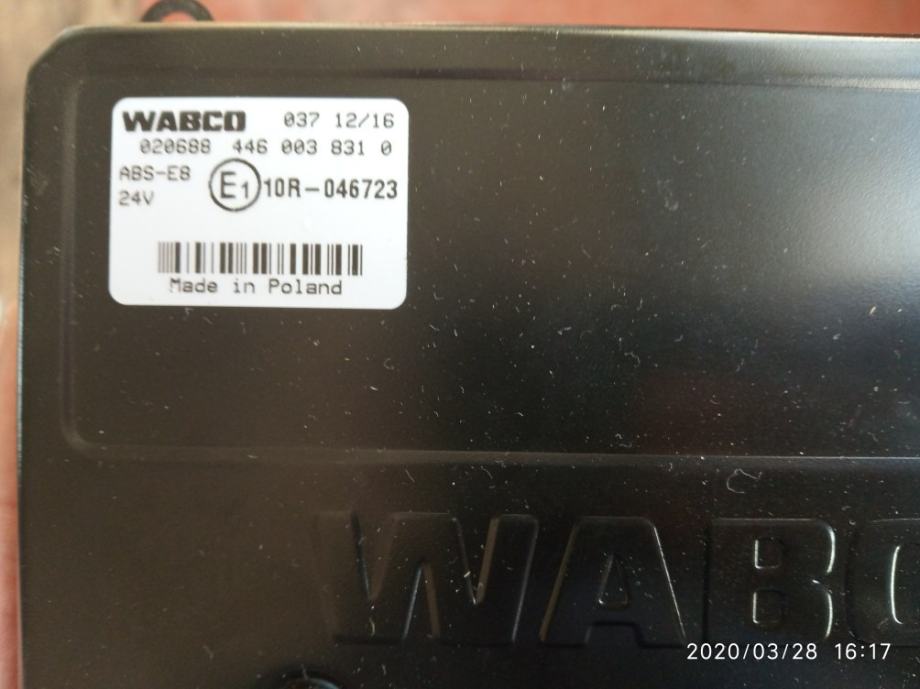 WABCO 037 12/16
020688 446 003 831 0
ABS-E8
24V
E1 10R-046723
Made in Poland
WABC
2020/03/28 16:17